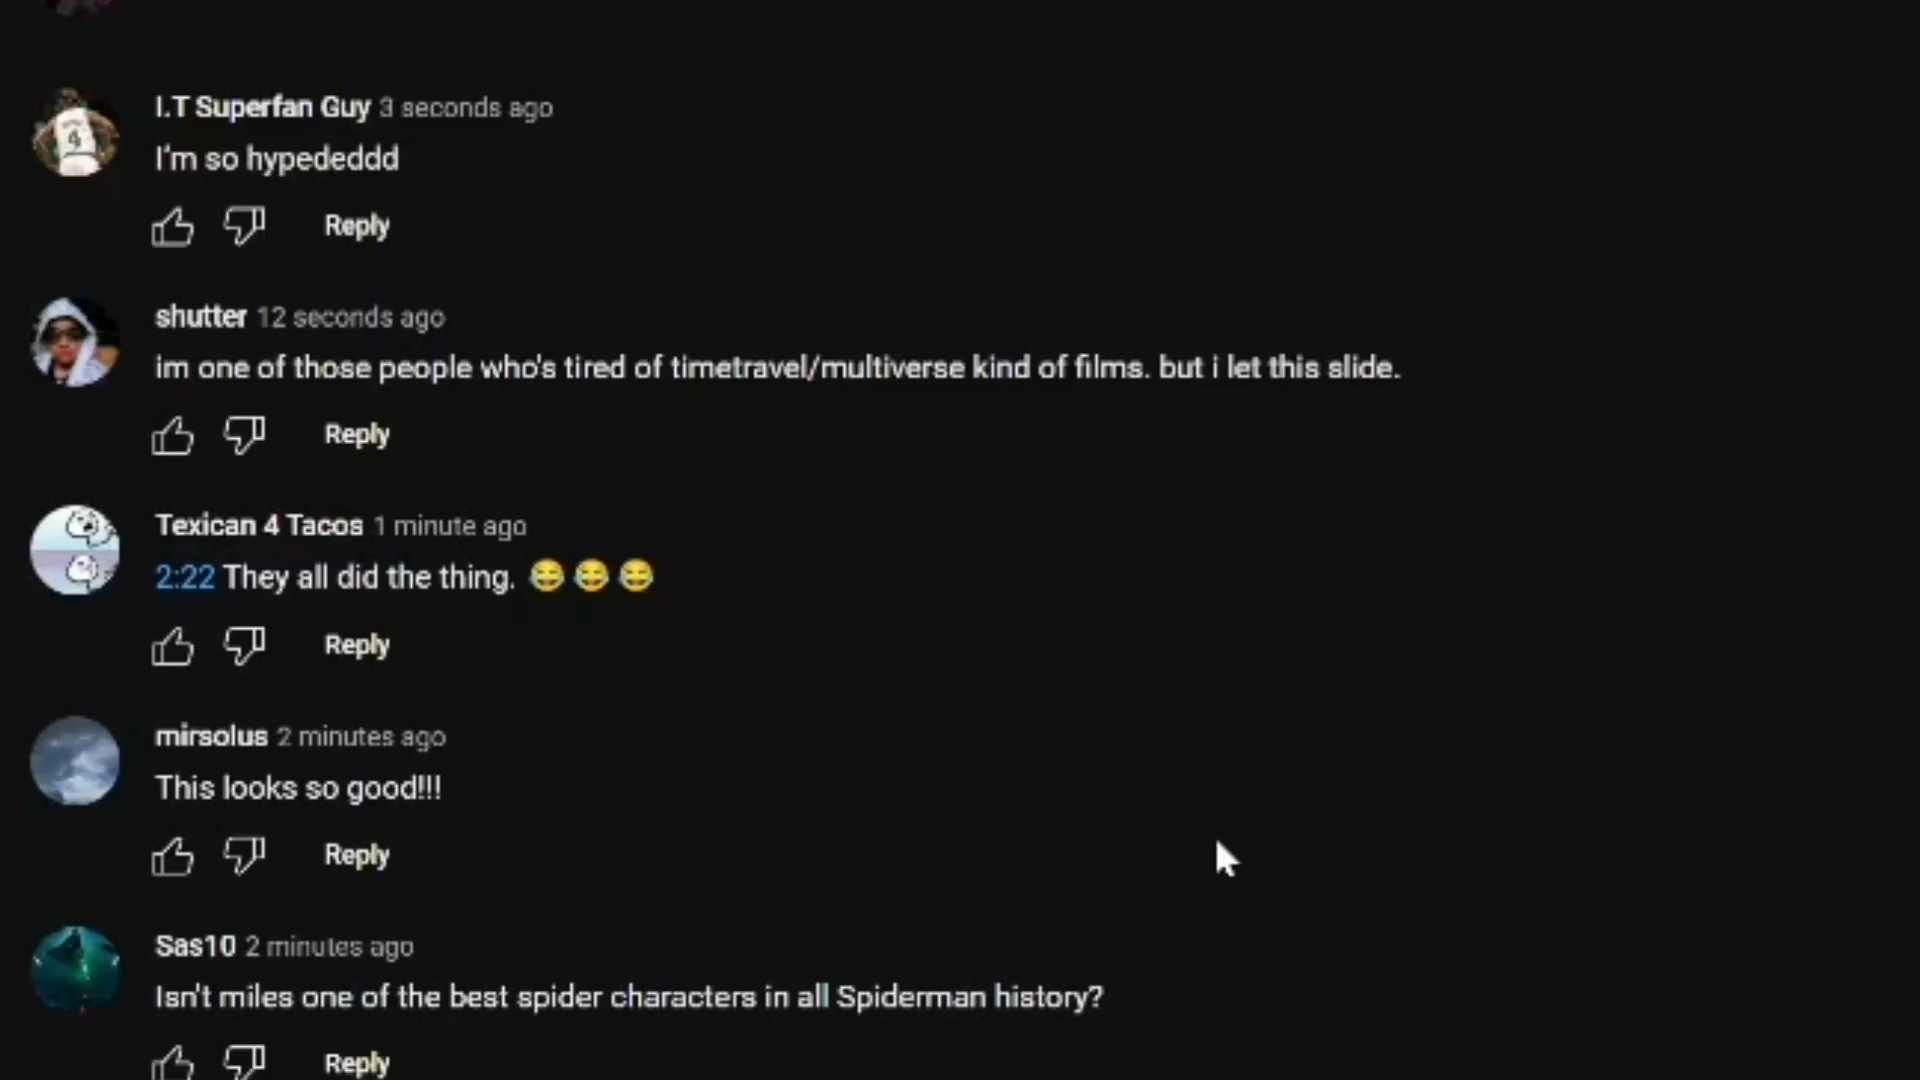 I.T Superfan Guy 3 seconds ago
I'm so hypededdd
Reply
shutter 12 seconds ago
im one of those people who's tired of timetravel/multiverse kind of films. but i let this slide.
Reply
Texican 4 Tacos 1 minute ago
2:22 They all did the thing. 😂😂😂
Reply
mirsolus 2 minutes ago
This looks so good!!!
Reply
Sas10 2 minutes ago
Isn't miles one of the best spider characters in all Spiderman history?
Reply